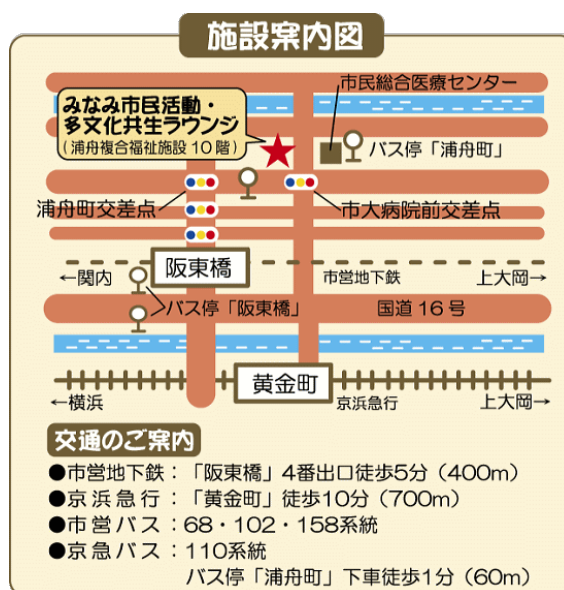 施設案内図
市民総合医療センター
みなみ市民活動・
多文化共生ラウンジ
(浦舟複合福祉施設10階)
バス停「浦舟町」
浦舟町交差点
市大病院前交差点
阪東橋
←関内
市営地下鉄
上大岡→
バス停「阪東橋」
国道16号
黄金町
←横浜
京浜急行
上大岡→
交通のご案内
●市営地下鉄：「阪東橋」4番出口徒歩5分（400m）
●京浜急行：「黄金町」徒歩10分（700m）
●市営バス：68・102・158系統
●京急バス：110系統
バス停「浦舟町」下車徒歩1分（60m）